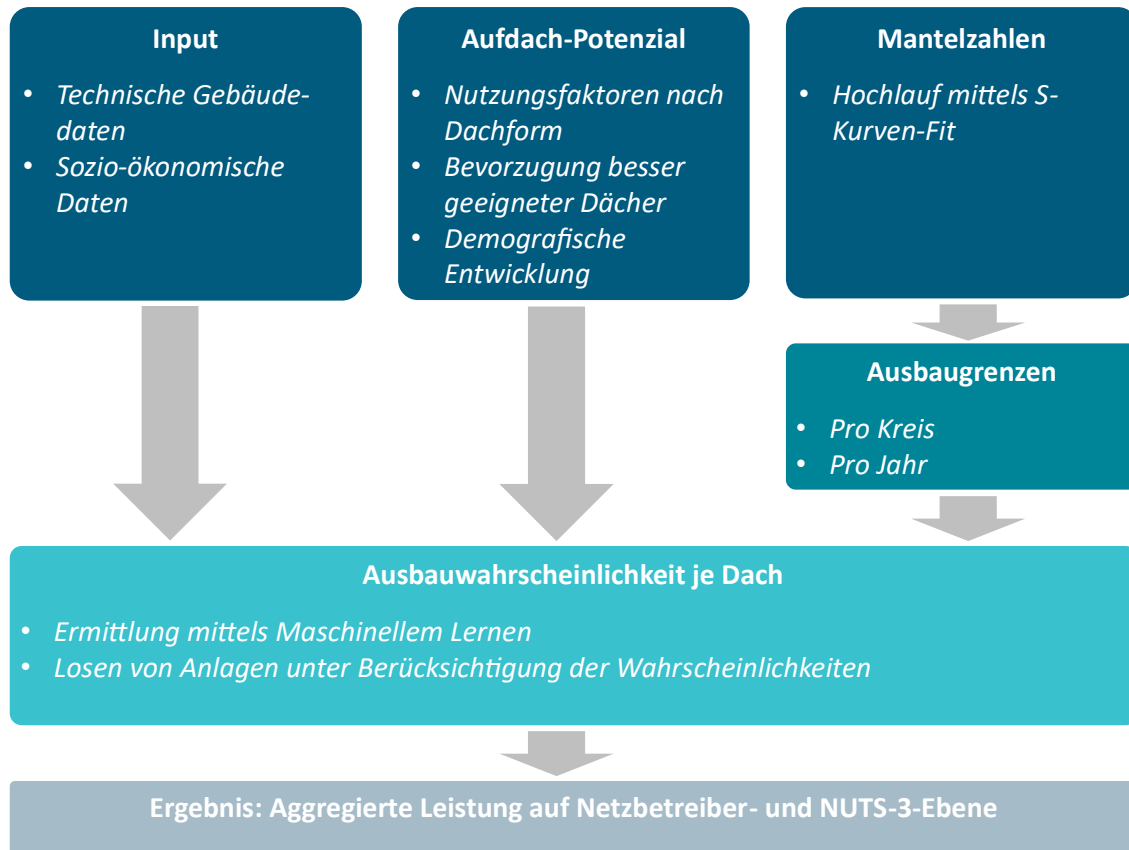 Input
• Technische Gebäude-
daten
• Sozio-ökonomische
Daten
Aufdach-Potenzial
• Nutzungsfaktoren nach
Dachform
• Bevorzugung besser
geeigneter Dächer
• Demografische
Entwicklung
Mantelzahlen
• Hochlauf mittels S-
Kurven-Fit
Ausbaugrenzen
• Pro Kreis
• Pro Jahr
Ausbauwahrscheinlichkeit je Dach
• Ermittlung mittels Maschinellem Lernen
• Losen von Anlagen unter Berücksichtigung der Wahrscheinlichkeiten
Ergebnis: Aggregierte Leistung auf Netzbetreiber- und NUTS-3-Ebene